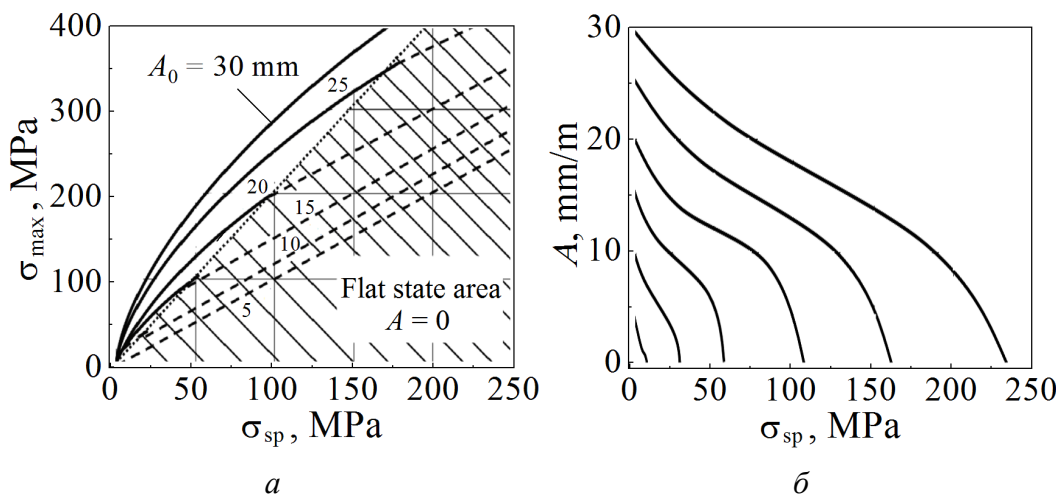 400
300
200
100
0
σmax, MPa
A0 = 30 mm
25
20
15
10
5
Flat state area
A = 0
0 50 100 150 200 250
σsp, MPa
а
30
20
10
0
A, mm/m
0 50 100 150 200 250
σsp, MPa
б